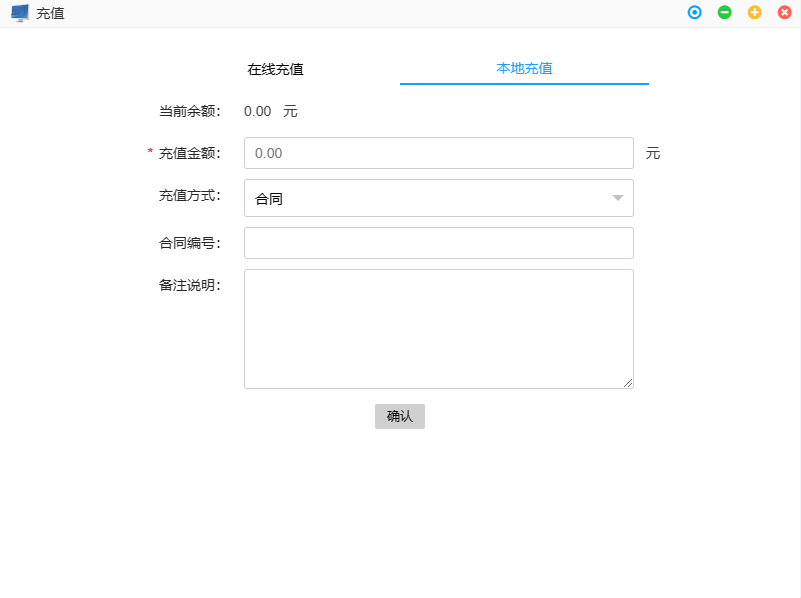 充值
在线充值 本地充值
当前余额： 0.00 元
* 充值金额： 0.00 元
充值方式： 合同
合同编号：
备注说明：
确认